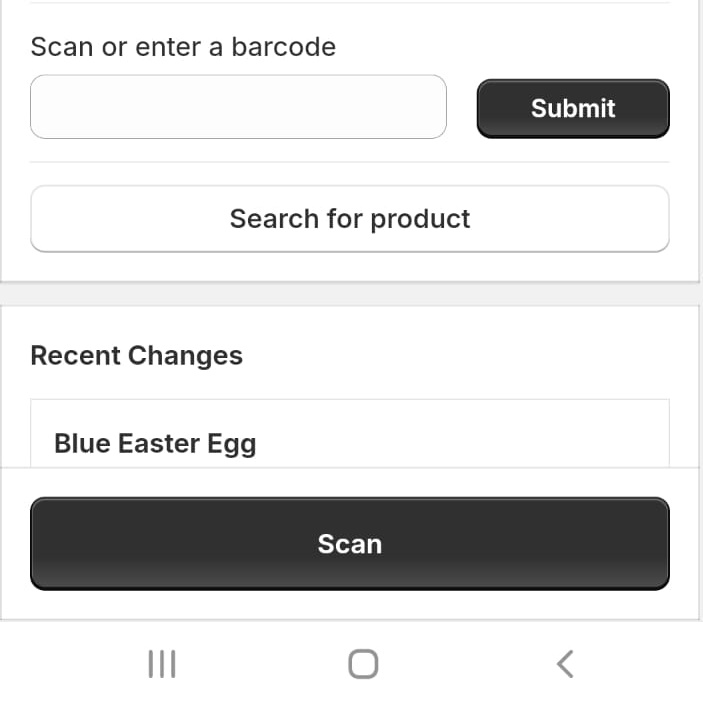 Scan or enter a barcode
Submit
Search for product
Recent Changes
Blue Easter Egg
Scan